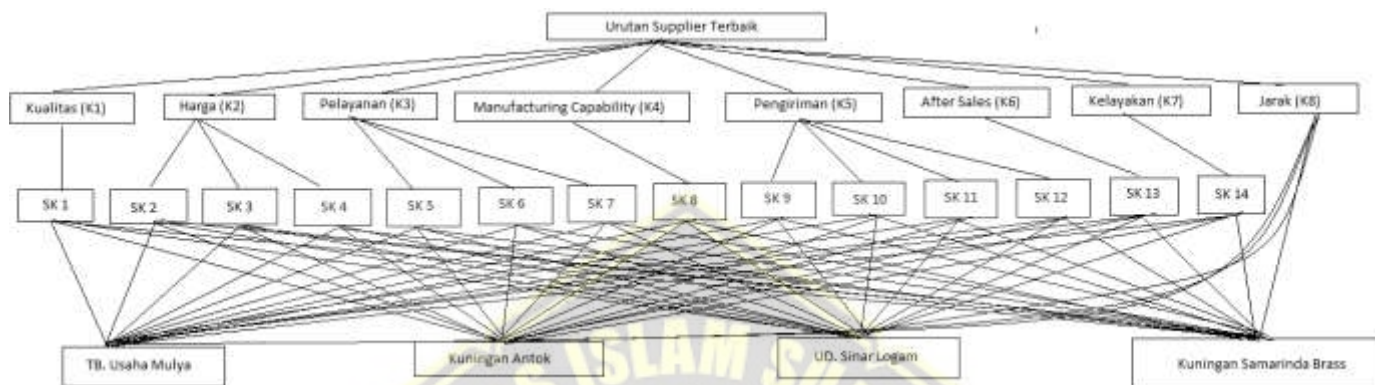 Urutan Supplier Terbaik
Kualitas (K1)
Harga (K2)
Pelayanan (K3)
Manufacturing Capability (K4)
Pengiriman (K5)
After Sales (K6)
Kelayakan (K7)
Jarak (K8)
SK 1
SK 2
SK 3
SK 4
SK 5
SK 6
SK 7
SK 8
SK 9
SK 10
SK 11
SK 12
SK 13
SK 14
TB. Usaha Mulya
Kuningan Antok
UD. Sinar Logam
Kuningan Samarinda Brass
ISLAM